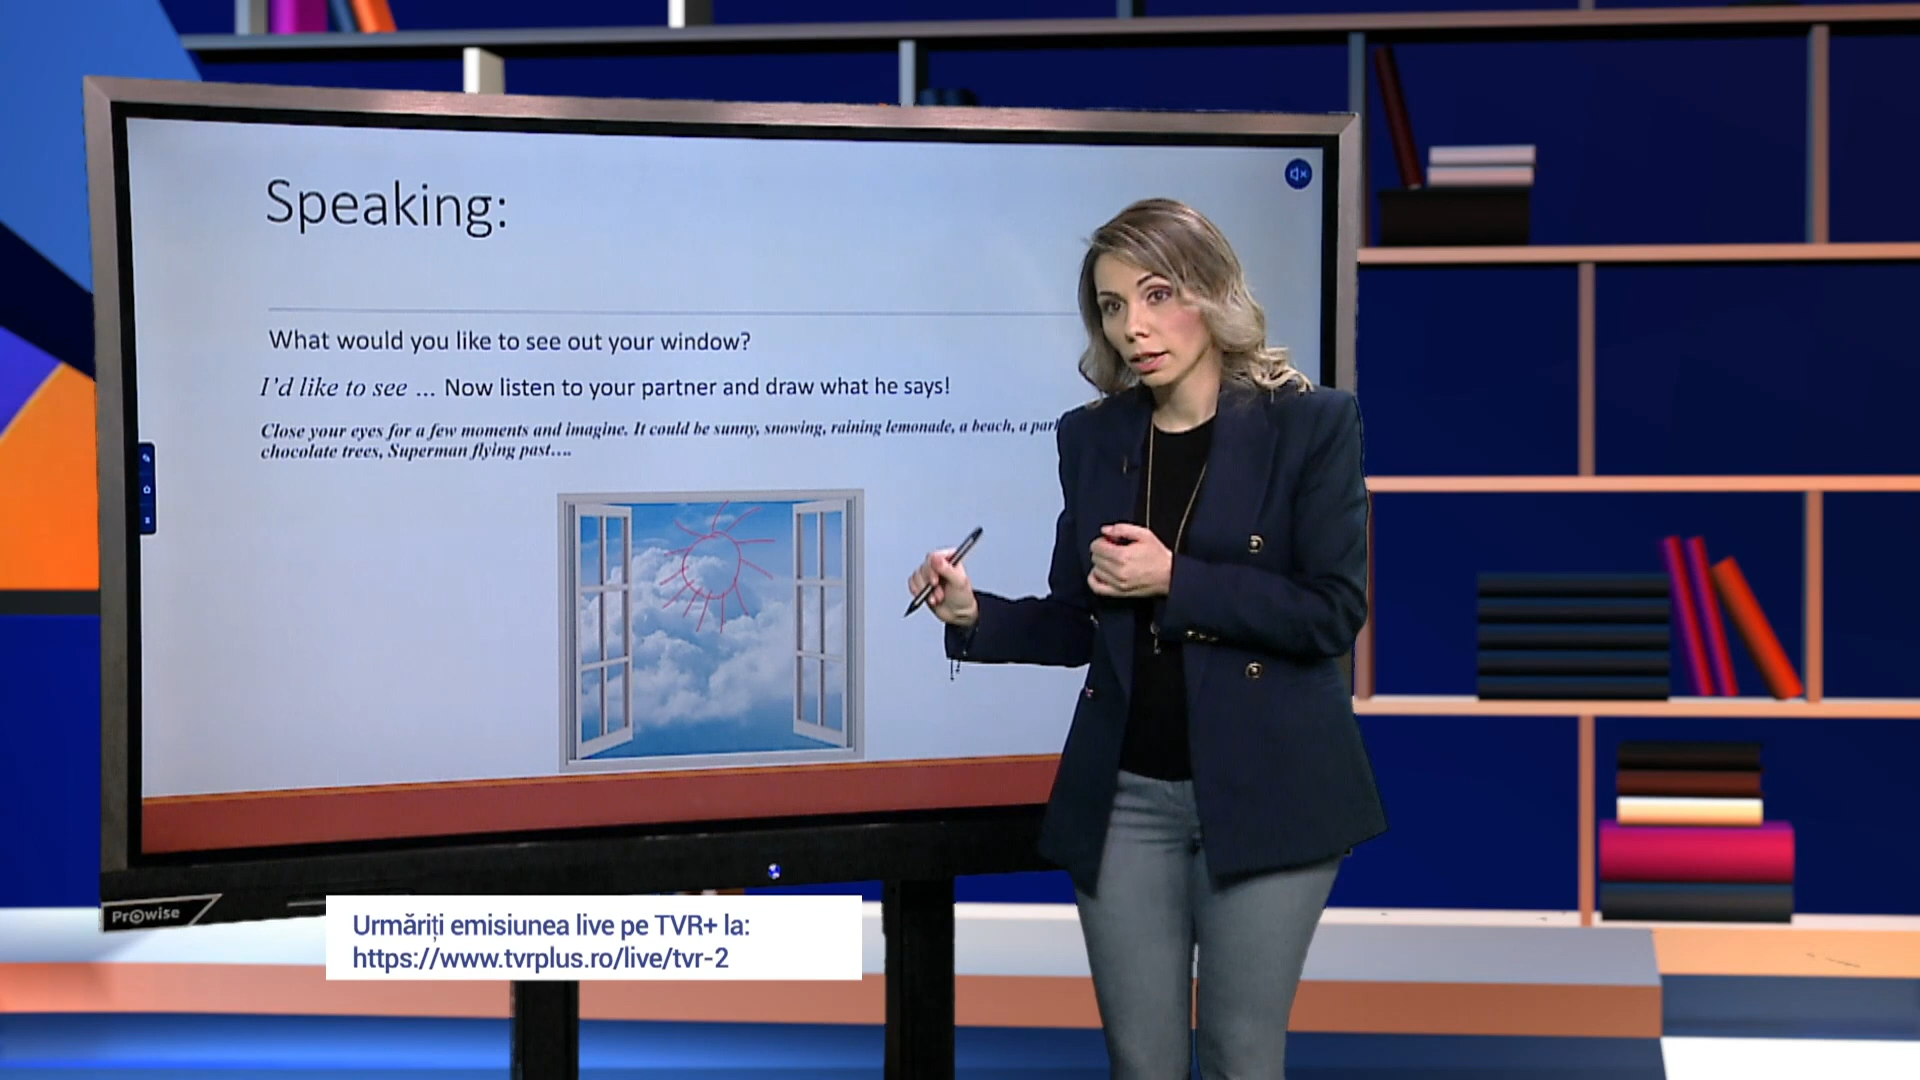 Speaking:
What would you like to see out your window?
I'd like to see ... Now listen to your partner and draw what he says!
Close your eyes for a few moments and imagine. It could be sunny, snowing, raining lemonade, a beach, a
chocolate trees, Superman flying past....
Prowise
Urmăriți emisiunea live pe TVR+ la:
https://www.tvrplus.ro/live/tvr-2